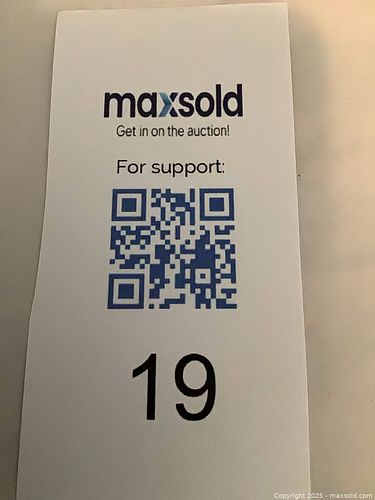 maxsold
Get in on the auction!
For support:
19
Copyright 2025 - maxsold.com